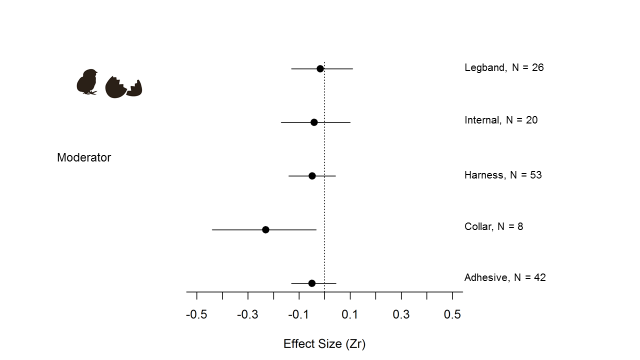 Legband, N = 26
Internal, N = 20
Moderator
Harness, N = 53
Collar, N = 8
Adhesive, N = 42
-0.5 -0.3 -0.1 0.1 0.3 0.5
Effect Size (Zr)